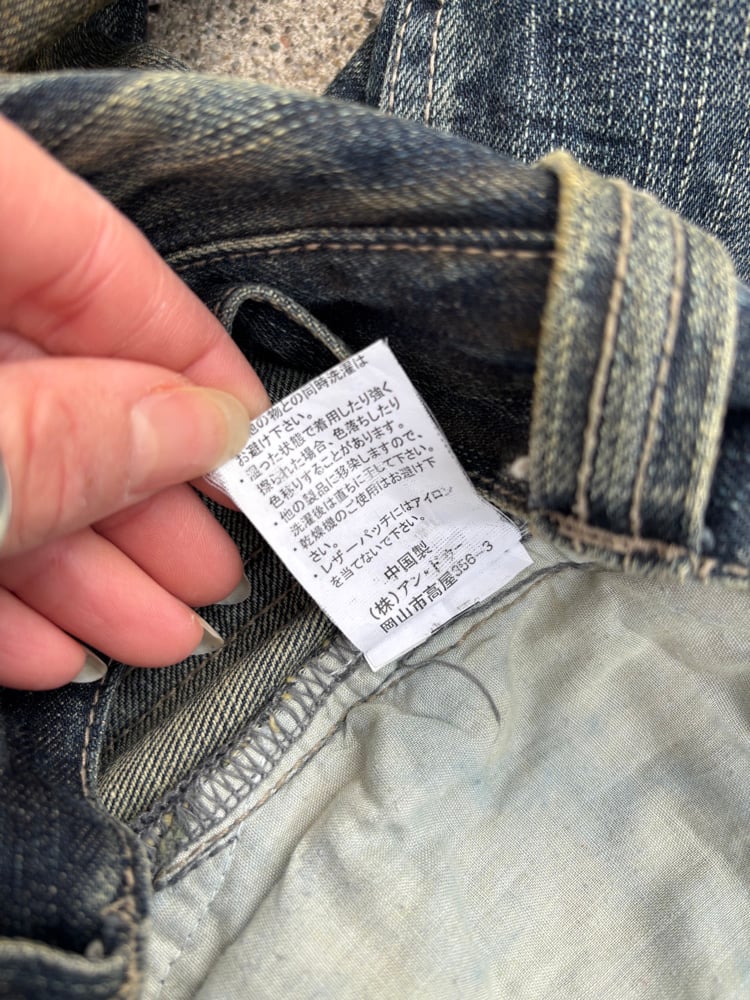 他の物との同時洗濯は
お避け下さい。
・湿った状態で着用したり強く
擦られた場合、色落ちしたり
色移りすることがあります。
・他の製品に移染しますので、
洗濯後は直ちに干して下さい。
・乾燥機のご使用はお避け下
さい。
・レザーパッチにはアイロン
を当てないで下さい。
中国製
(株)アン・ドゥー
岡山市高屋356-3